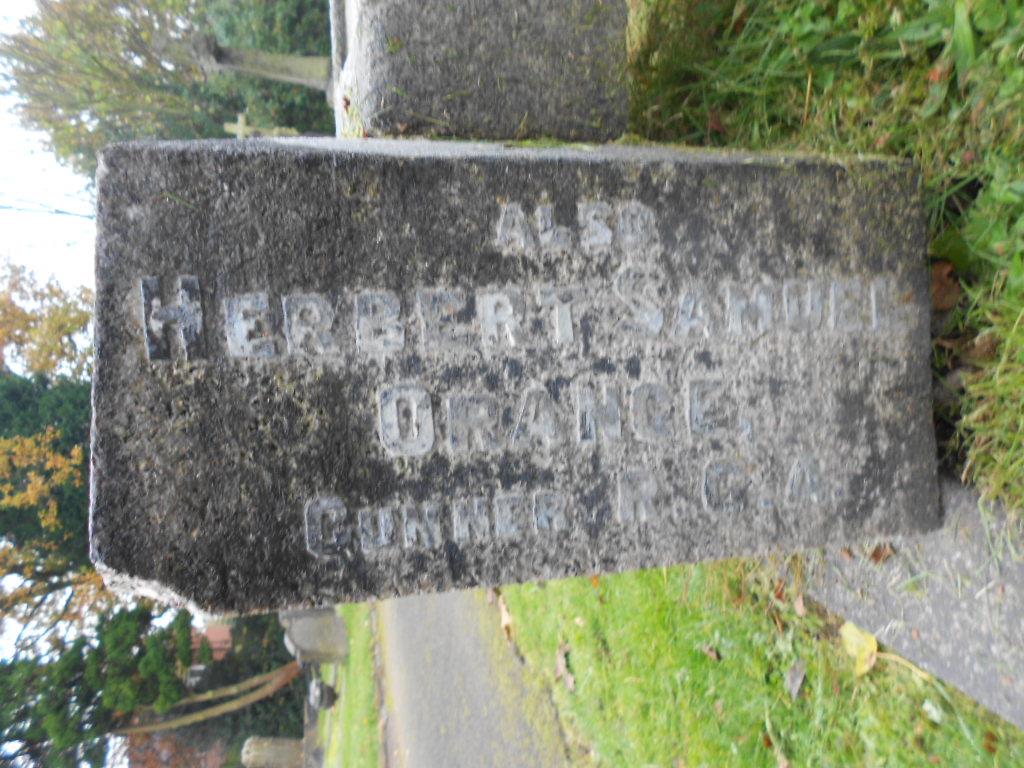 ALSO
HERBERT SAMUEL
ORANGE,
GUNNER R.G.A.